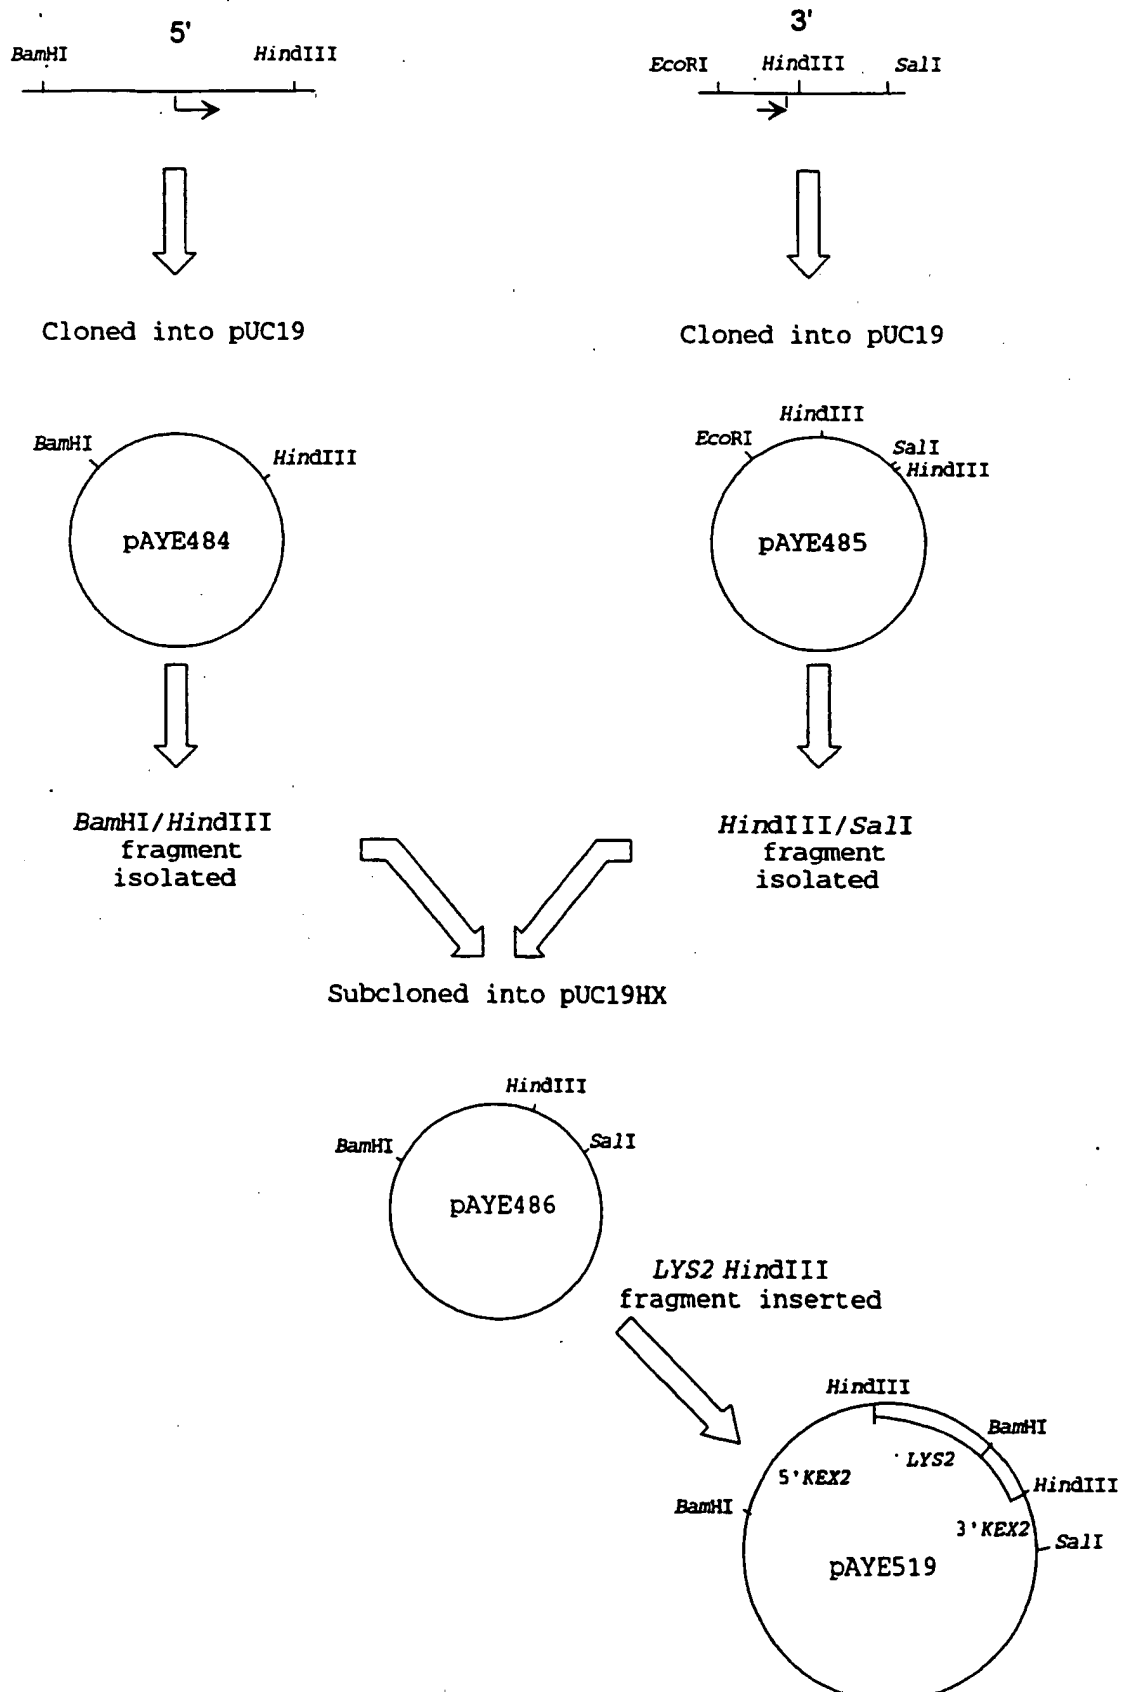 5'
3'
BamHI
HindIII
EcoRI
HindIII
SalI
Cloned into pUC19
Cloned into pUC19
BamHI
HindIII
pAYE484
HindIII
EcoRI
SalI
HindIII
pAYE485
BamHI/HindIII
fragment
isolated
HindIII/SalI
fragment
isolated
Subcloned into pUC19HX
HindIII
BamHI
SalI
pAYE486
LYS2 HindIII
fragment inserted
HindIII
BamHI
LYS2
5'KEX2
HindIII
BamHI
3'KEX2
SalI
pAYE519